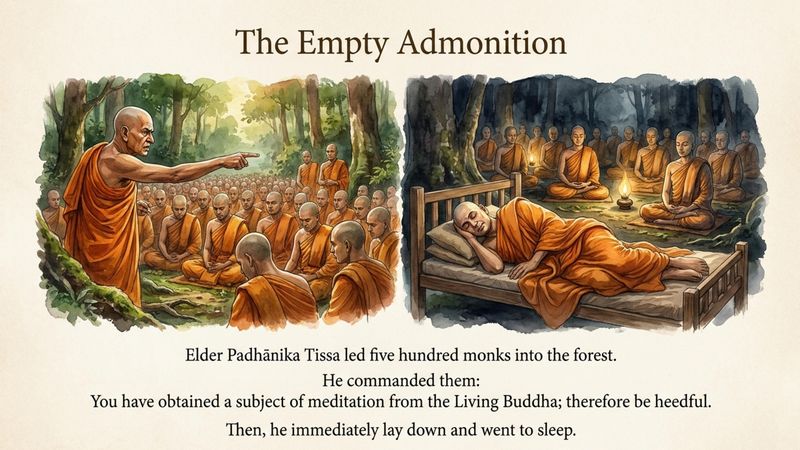 The Empty Admonition
Elder Padhānika Tissa led five hundred monks into the forest.
He commanded them:
You have obtained a subject of meditation from the Living Buddha; therefore be heedful.
Then, he immediately lay down and went to sleep.